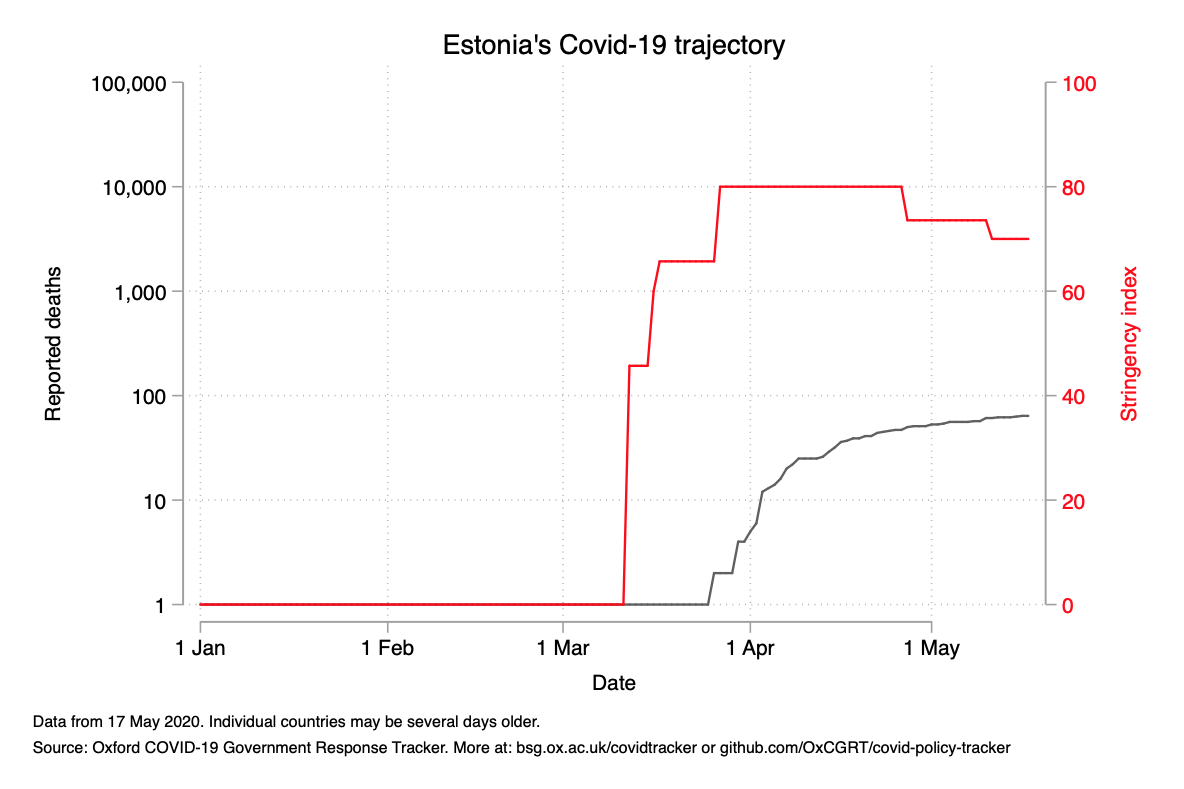 Estonia's Covid-19 trajectory
100,000
10,000
1,000
100
10
1
Reported deaths
100
80
60
40
20
0
Stringency index
1 Jan
1 Feb
1 Mar
1 Apr
1 May
Date
Data from 17 May 2020. Individual countries may be several days older.
Source: Oxford COVID-19 Government Response Tracker. More at: bsg.ox.ac.uk/covidtracker or github.com/OxCGRT/covid-policy-tracker